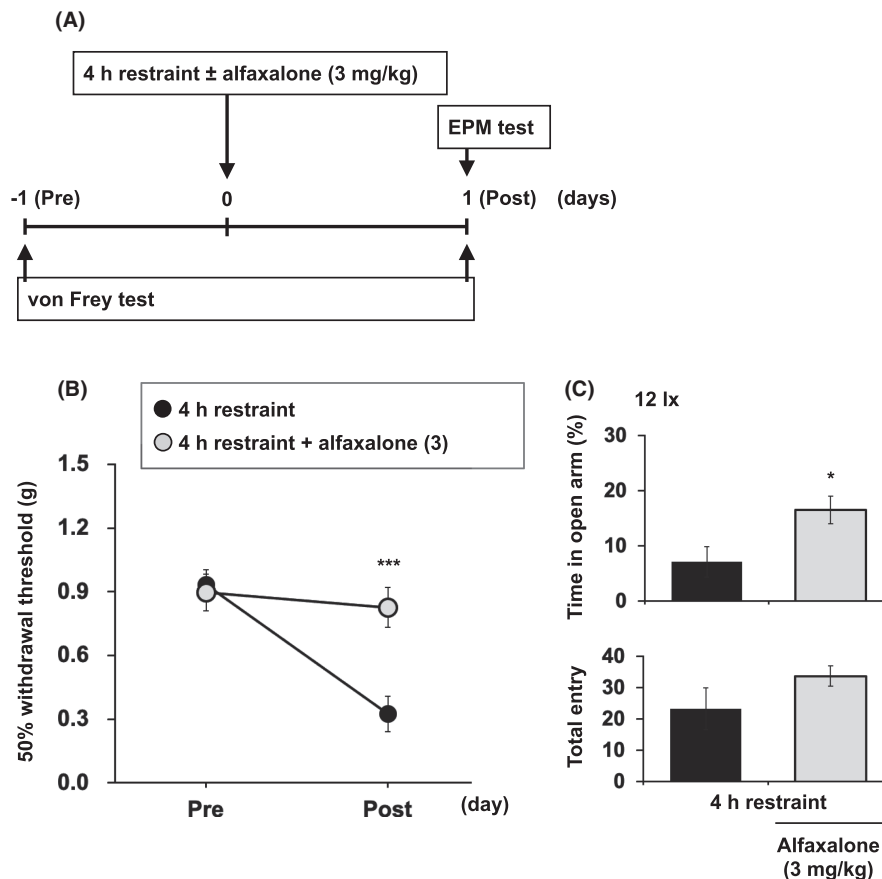 (A)
4 h restraint ± alfaxalone (3 mg/kg)
EPM test
-1 (Pre) 0 1 (Post) (days)
von Frey test
(B)
4 h restraint
4 h restraint + alfaxalone (3)
50% withdrawal threshold (g)
1.5
1.2
0.9
0.6
0.3
0.0
***
Pre Post (day)
(C)
12 lx
Time in open arm (%)
30
20
10
0
*
Total entry
40
30
20
10
0
4 h restraint
Alfaxalone
(3 mg/kg)